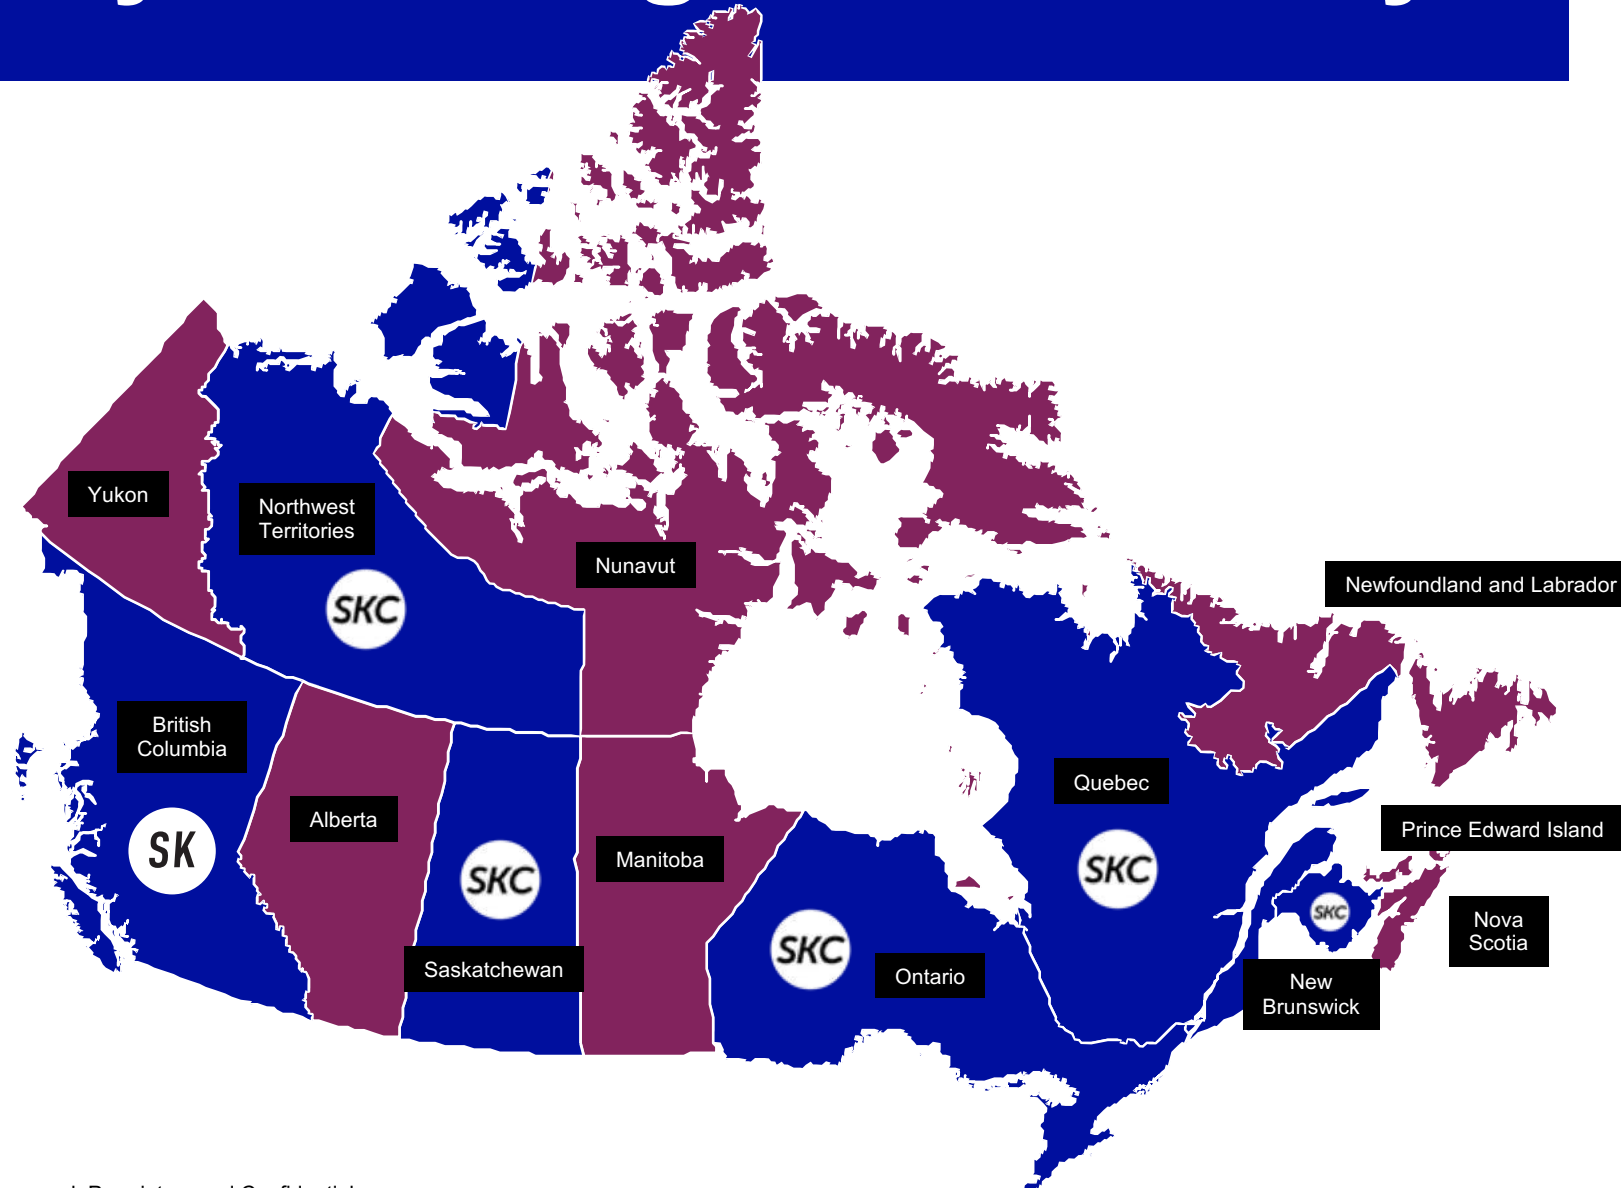 Yukon
Northwest
Territories
SKC
Nunavut
Newfoundland and Labrador
British
Columbia
SK
Alberta
SKC
Saskatchewan
Manitoba
SKC
Ontario
Quebec
SKC
Prince Edward Island
SKC
Nova
Scotia
New
Brunswick